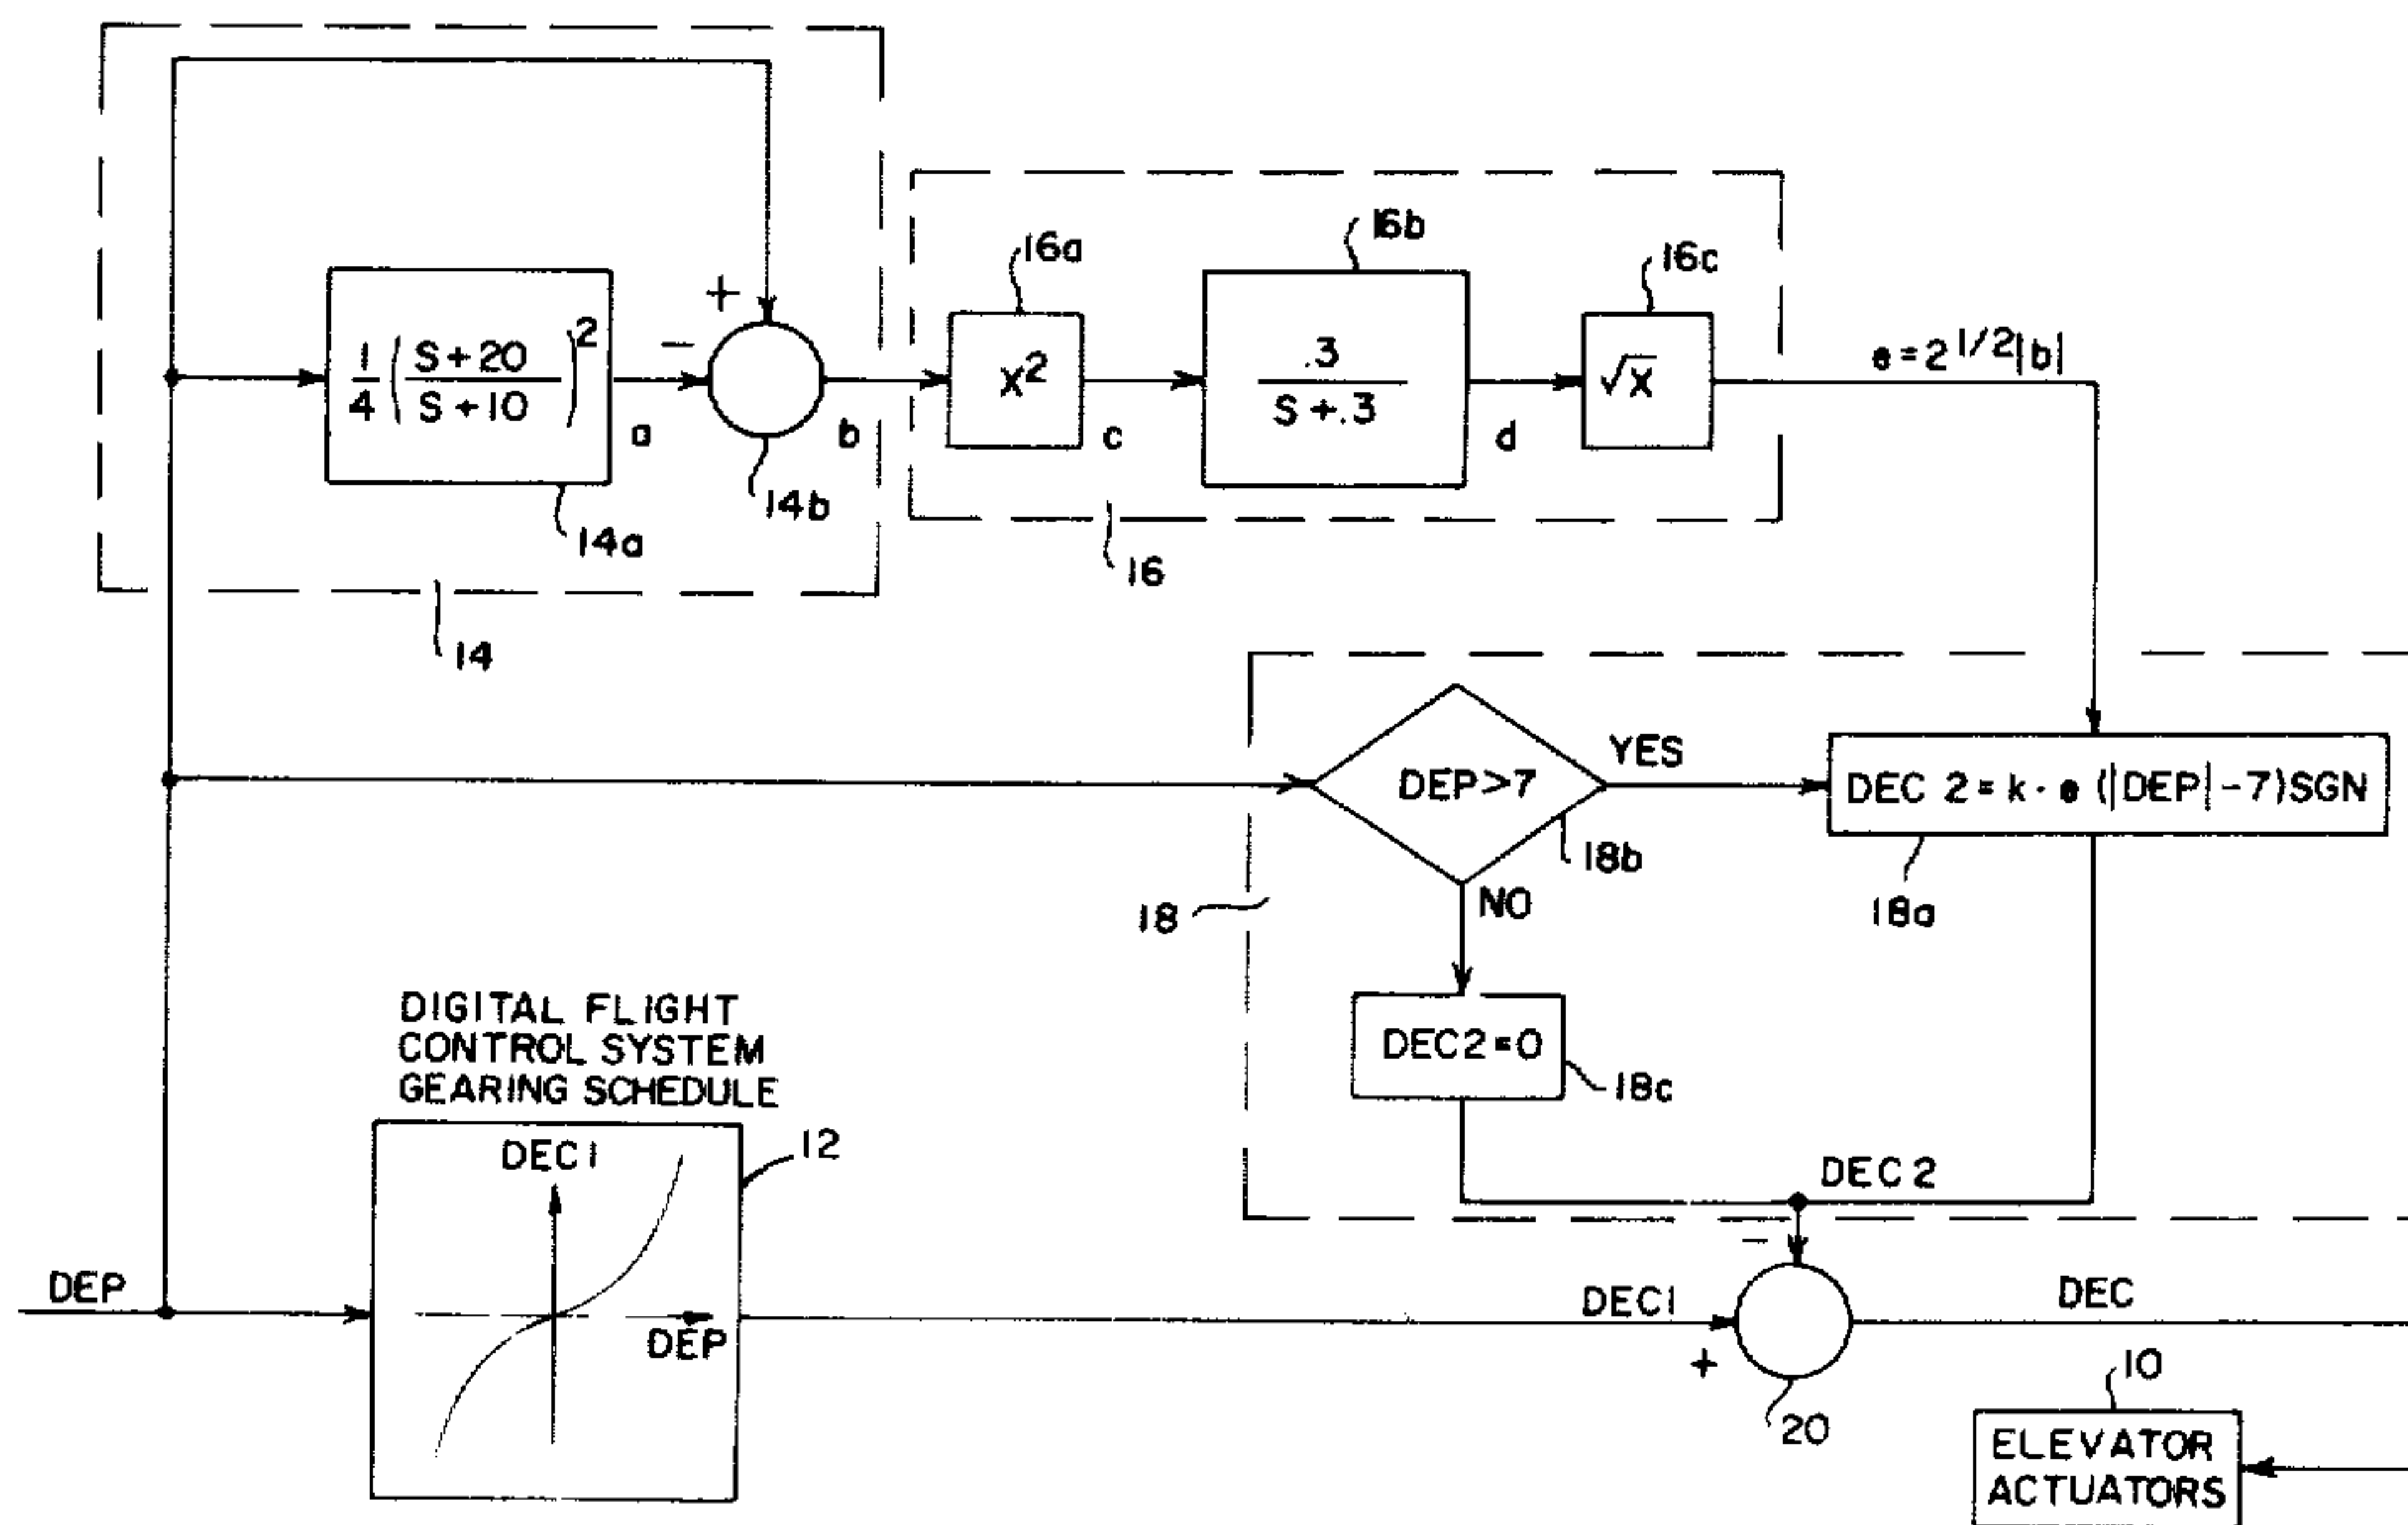 16b
16a
16c
+
1/4 ( S+20 / S+10 )2
−
X2
.3 / S+.3
√X
e=2 1/2|b|
a
b
c
d
14b
14a
16
14
YES
DEP>7
DEC 2=k·e (|DEP|-7)SGN
18b
18
NO
18a
DIGITAL FLIGHT
CONTROL SYSTEM
GEARING SCHEDULE
DEC2=0
18c
12
DEC1
DEC 2
−
DEP
DEC1
DEC
DEP
+
10
20
ELEVATOR
ACTUATORS